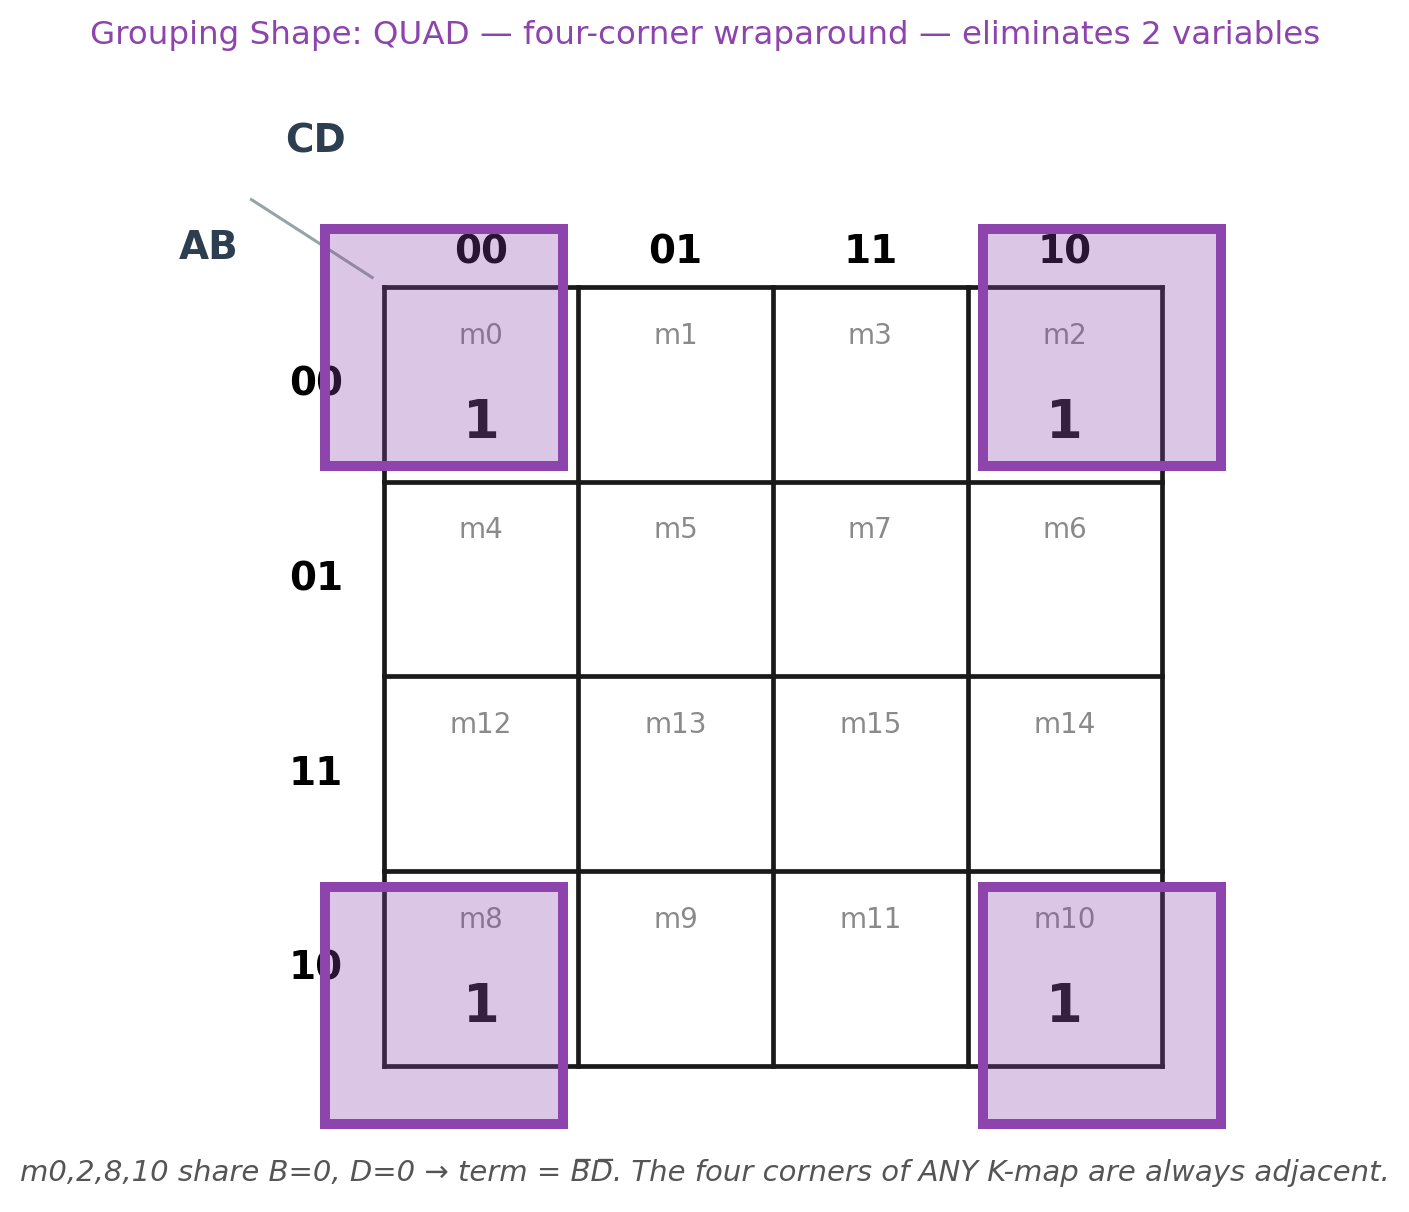 Grouping Shape: QUAD — four-corner wraparound — eliminates 2 variables
CD
AB
00 01 11 10
m0 m1 m3 m2
00
1 1
m4 m5 m7 m6
01
m12 m13 m15 m14
11
m8 m9 m11 m10
10
1 1
m0,2,8,10 share B=0, D=0 → term = B̅D̅. The four corners of ANY K-map are always adjacent.